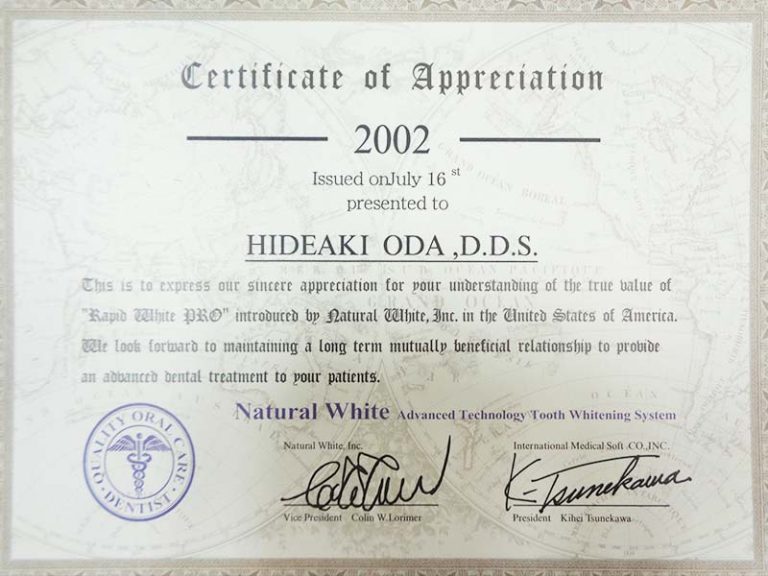 Certificate of Appreciation
2002
Issued onJuly 16 st
presented to
HIDEAKI ODA ,D.D.S.
This is to express our sincere appreciation for your understanding of the true value of
"Rapid White PRO" introduced by Natural White, Inc. in the United States of America.
We look forward to maintaining a long term mutually beneficial relationship to provide
an advanced dental treatment to your patients.
Natural White Advanced Technology Tooth Whitening System
QUALITY ORAL CARE
DENTIST
Natural White, Inc.
Vice President Colin W.Lorimer
International Medical Soft .CO.,INC.
K-Tsunekawa
President Kihei Tsunekawa